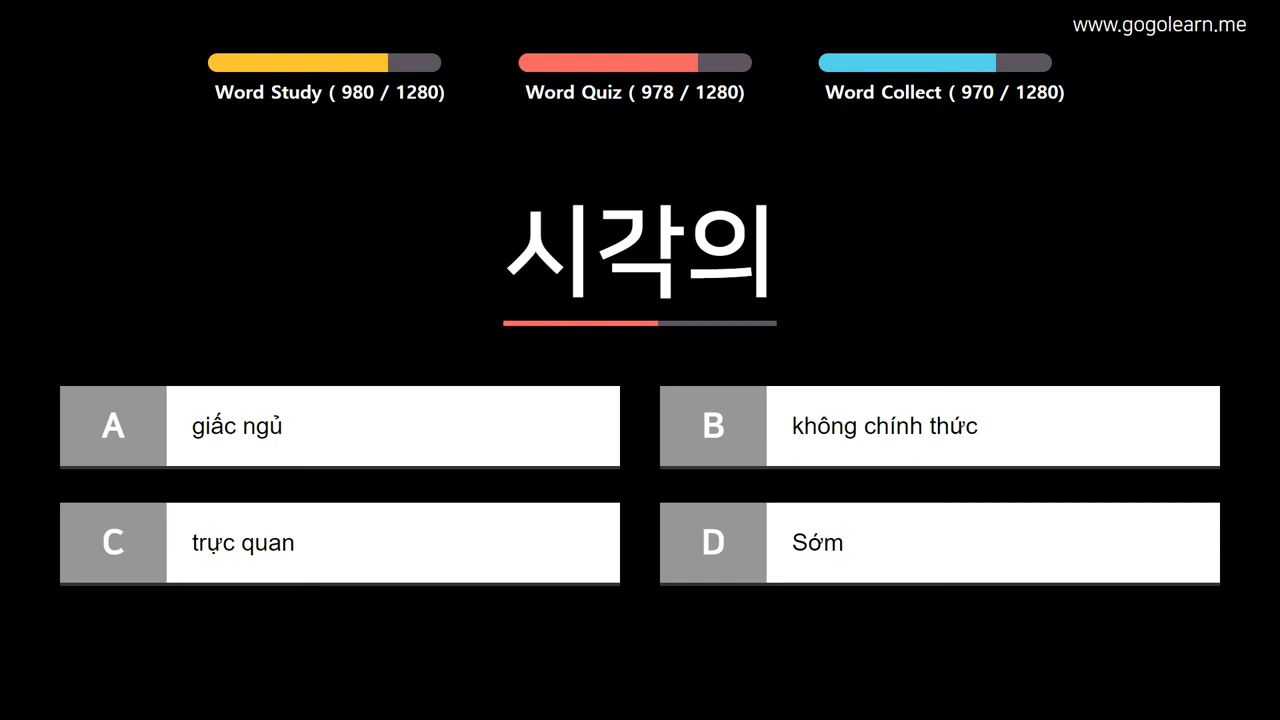 www.gogolearn.me
Word Study ( 980 / 1280)
Word Quiz ( 978 / 1280)
Word Collect ( 970 / 1280)
시각의
A
giấc ngủ
B
không chính thức
C
trực quan
D
Sớm